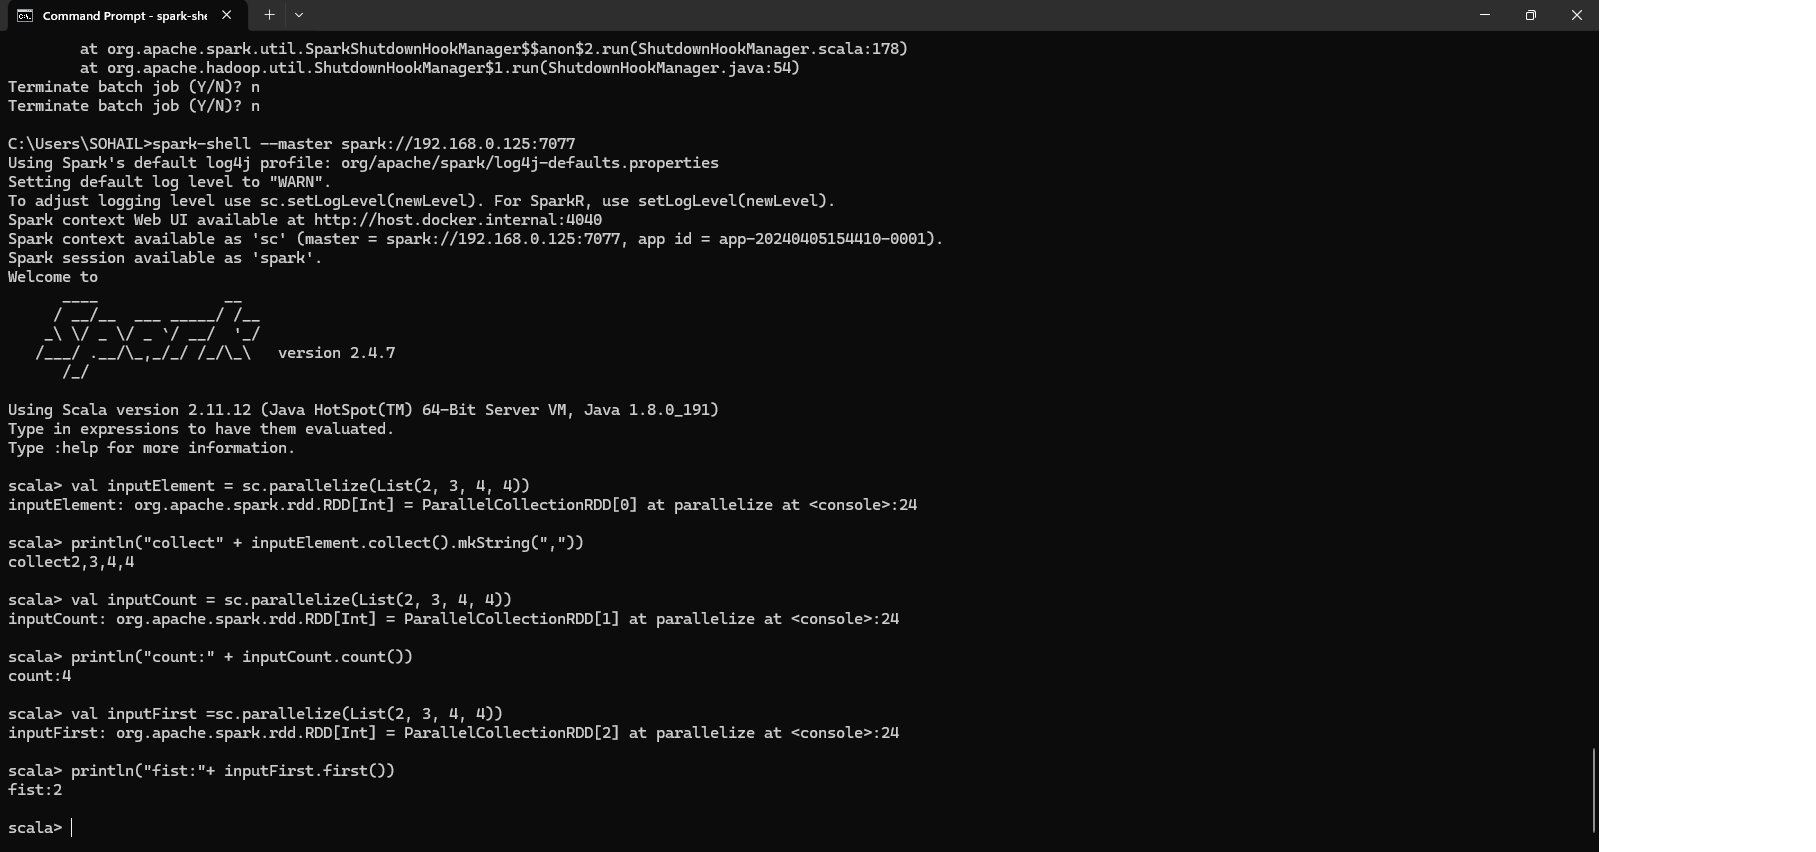 Command Prompt - spark-she
at org.apache.spark.util.SparkShutdownHookManager$$anon$2.run(ShutdownHookManager.scala:178)
at org.apache.hadoop.util.ShutdownHookManager$1.run(ShutdownHookManager.java:54)
Terminate batch job (Y/N)? n
Terminate batch job (Y/N)? n
C:\Users\SOHAIL>spark-shell --master spark://192.168.0.125:7077
Using Spark's default log4j profile: org/apache/spark/log4j-defaults.properties
Setting default log level to "WARN".
To adjust logging level use sc.setLogLevel(newLevel). For SparkR, use setLogLevel(newLevel).
Spark context Web UI available at http://host.docker.internal:4040
Spark context available as 'sc' (master = spark://192.168.0.125:7077, app id = app-20240405154410-0001).
Spark session available as 'spark'.
Welcome to
      ____              __
     / __/__  ___ _____/ /__
    _\ \/ _ \/ _ `/ __/  '_/
   /___/ .__/\_,_/_/ /_/\_\   version 2.4.7
      /_/
Using Scala version 2.11.12 (Java HotSpot(TM) 64-Bit Server VM, Java 1.8.0_191)
Type in expressions to have them evaluated.
Type :help for more information.
scala> val inputElement = sc.parallelize(List(2, 3, 4, 4))
inputElement: org.apache.spark.rdd.RDD[Int] = ParallelCollectionRDD[0] at parallelize at <console>:24
scala> println("collect" + inputElement.collect().mkString(","))
collect2,3,4,4
scala> val inputCount = sc.parallelize(List(2, 3, 4, 4))
inputCount: org.apache.spark.rdd.RDD[Int] = ParallelCollectionRDD[1] at parallelize at <console>:24
scala> println("count:" + inputCount.count())
count:4
scala> val inputFirst =sc.parallelize(List(2, 3, 4, 4))
inputFirst: org.apache.spark.rdd.RDD[Int] = ParallelCollectionRDD[2] at parallelize at <console>:24
scala> println("fist:"+ inputFirst.first())
fist:2
scala>